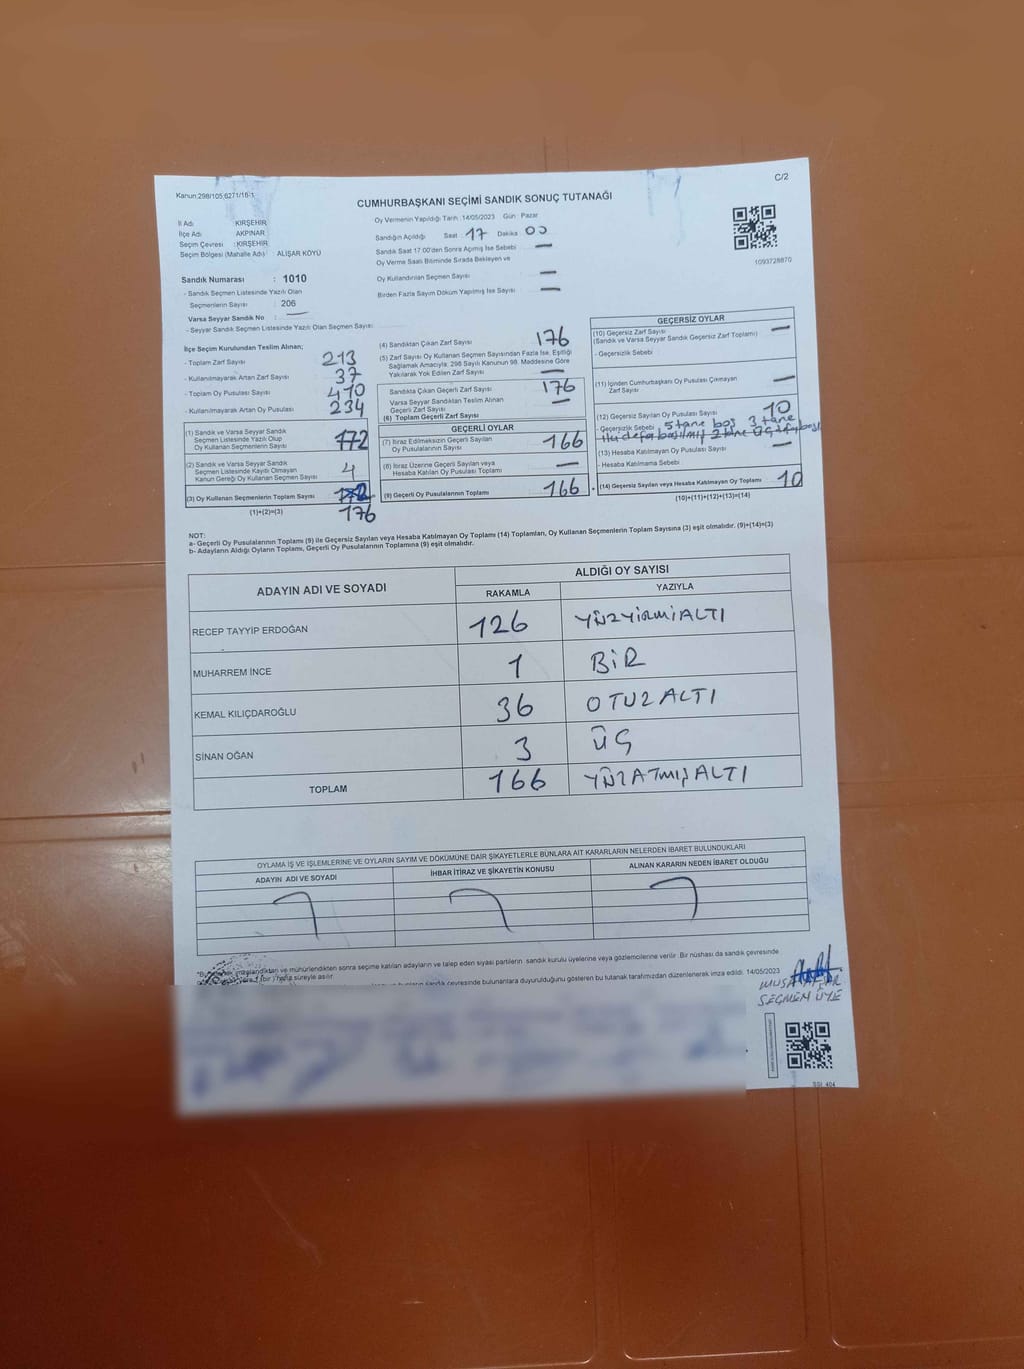 Kanun:298/105;6271/16-1
C/2
CUMHURBAŞKANI SEÇİMİ SANDIK SONUÇ TUTANAĞI
İl Adı : KIRŞEHİR
İlçe Adı : AKPINAR
Seçim Çevresi : KIRŞEHİR
Seçim Bölgesi (Mahalle Adı) : ALIŞAR KÖYÜ
Sandık Numarası : 1010
- Sandık Seçmen Listesinde Yazılı Olan
Seçmenlerin Sayısı : 206
Varsa Seyyar Sandık No :
- Seyyar Sandık Seçmen Listesinde Yazılı Olan Seçmen Sayısı:
Oy Vermenin Yapıldığı Tarih :14/05/2023 Gün : Pazar
Sandığın Açıldığı Saat 17 Dakika 00
Sandık Saat 17:00'den Sonra Açılmış İse Sebebi
Oy Verme Saati Bitiminde Sırada Bekleyen ve
Oy Kullandırılan Seçmen Sayısı
Birden Fazla Sayım Döküm Yapılmış İse Sayısı
1093728870
İlçe Seçim Kurulundan Teslim Alınan;
- Toplam Zarf Sayısı 213
- Kullanılmayarak Artan Zarf Sayısı 37
- Toplam Oy Pusulası Sayısı 410
- Kullanılmayarak Artan Oy Pusulası 234
(1) Sandık ve Varsa Seyyar Sandık
Seçmen Listesinde Yazılı Olup
Oy Kullanan Seçmenlerin Sayısı 172
(2) Sandık ve Varsa Seyyar Sandık
Seçmen Listesinde Kayıtlı Olmayan
Kanun Gereği Oy Kullanan Seçmen Sayısı 4
(3) Oy Kullanan Seçmenlerin Toplam Sayısı
(1)+(2)=(3) 176
(4) Sandıktan Çıkan Zarf Sayısı 176
(5) Zarf Sayısı Oy Kullanan Seçmen Sayısından Fazla İse, Eşitliği
Sağlamak Amacıyla; 298 Sayılı Kanunun 98. Maddesine Göre
Yakılarak Yok Edilen Zarf Sayısı
Sandıkta Çıkan Geçerli Zarf Sayısı 176
Varsa Seyyar Sandıktan Teslim Alınan
Geçerli Zarf Sayısı
(6) Toplam Geçerli Zarf Sayısı
GEÇERLİ OYLAR
(7) İtiraz Edilmeksizin Geçerli Sayılan
Oy Pusulalarının Sayısı 166
(8) İtiraz Üzerine Geçerli Sayılan veya
Hesaba Katılan Oy Pusulası Toplamı
(9) Geçerli Oy Pusulalarının Toplamı 166
GEÇERSİZ OYLAR
(10) Geçersiz Zarf Sayısı
(Sandık ve Varsa Seyyar Sandık Geçersiz Zarf Toplamı)
- Geçersizlik Sebebi
(11) İçinden Cumhurbaşkanı Oy Pusulası Çıkmayan
Zarf Sayısı
(12) Geçersiz Sayılan Oy Pusulası Sayısı 10
- Geçersizlik Sebebi 5 tane boş 3 tane
iki defa basılmış 2 tane üç
(13) Hesaba Katılmayan Oy Pusulası Sayısı
- Hesaba Katılmama Sebebi
(14) Geçersiz Sayılan veya Hesaba Katılmayan Oy Toplamı 10
(10)+(11)+(12)+(13)=(14)
NOT:
a- Geçerli Oy Pusulalarının Toplamı (9) ile Geçersiz Sayılan veya Hesaba Katılmayan Oy Toplamı (14) Toplamları, Oy Kullanan Seçmenlerin Toplam Sayısına (3) eşit olmalıdır. (9)+(14)=(3)
b- Adayların Aldığı Oyların Toplamı, Geçerli Oy Pusulalarının Toplamına (9) eşit olmalıdır.
ADAYIN ADI VE SOYADI ALDIĞI OY SAYISI
RAKAMLA YAZIYLA
RECEP TAYYİP ERDOĞAN 126 YÜZYİRMİALTI
MUHARREM İNCE 1 BİR
KEMAL KILIÇDAROĞLU 36 OTUZALTI
SİNAN OĞAN 3 ÜÇ
TOPLAM 166 YÜZATMIŞALTI
OYLAMA İŞ VE İŞLEMLERİNE VE OYLARIN SAYIM VE DÖKÜMÜNE DAİR ŞİKAYETLERLE BUNLARA AİT KARARLARIN NELERDEN İBARET BULUNDUKLARI
ADAYIN ADI VE SOYADI İHBAR İTİRAZ VE ŞİKAYETİN KONUSU ALINAN KARARIN NEDEN İBARET OLDUĞU
imzalandıktan ve mühürlendikten sonra seçime katılan adayların ve talep eden siyasi partilerin sandık kurulu üyelerine veya gözlemcilerine verilir. Bir nüshası da sandık çevresinde
süreyle asılır.
sandık çevresinde bulunanlara duyurulduğunu gösteren bu tutanak tarafımızdan düzenlenerek imza edildi. 14/05/2023
SEÇMEN ÜYE
SSI 404